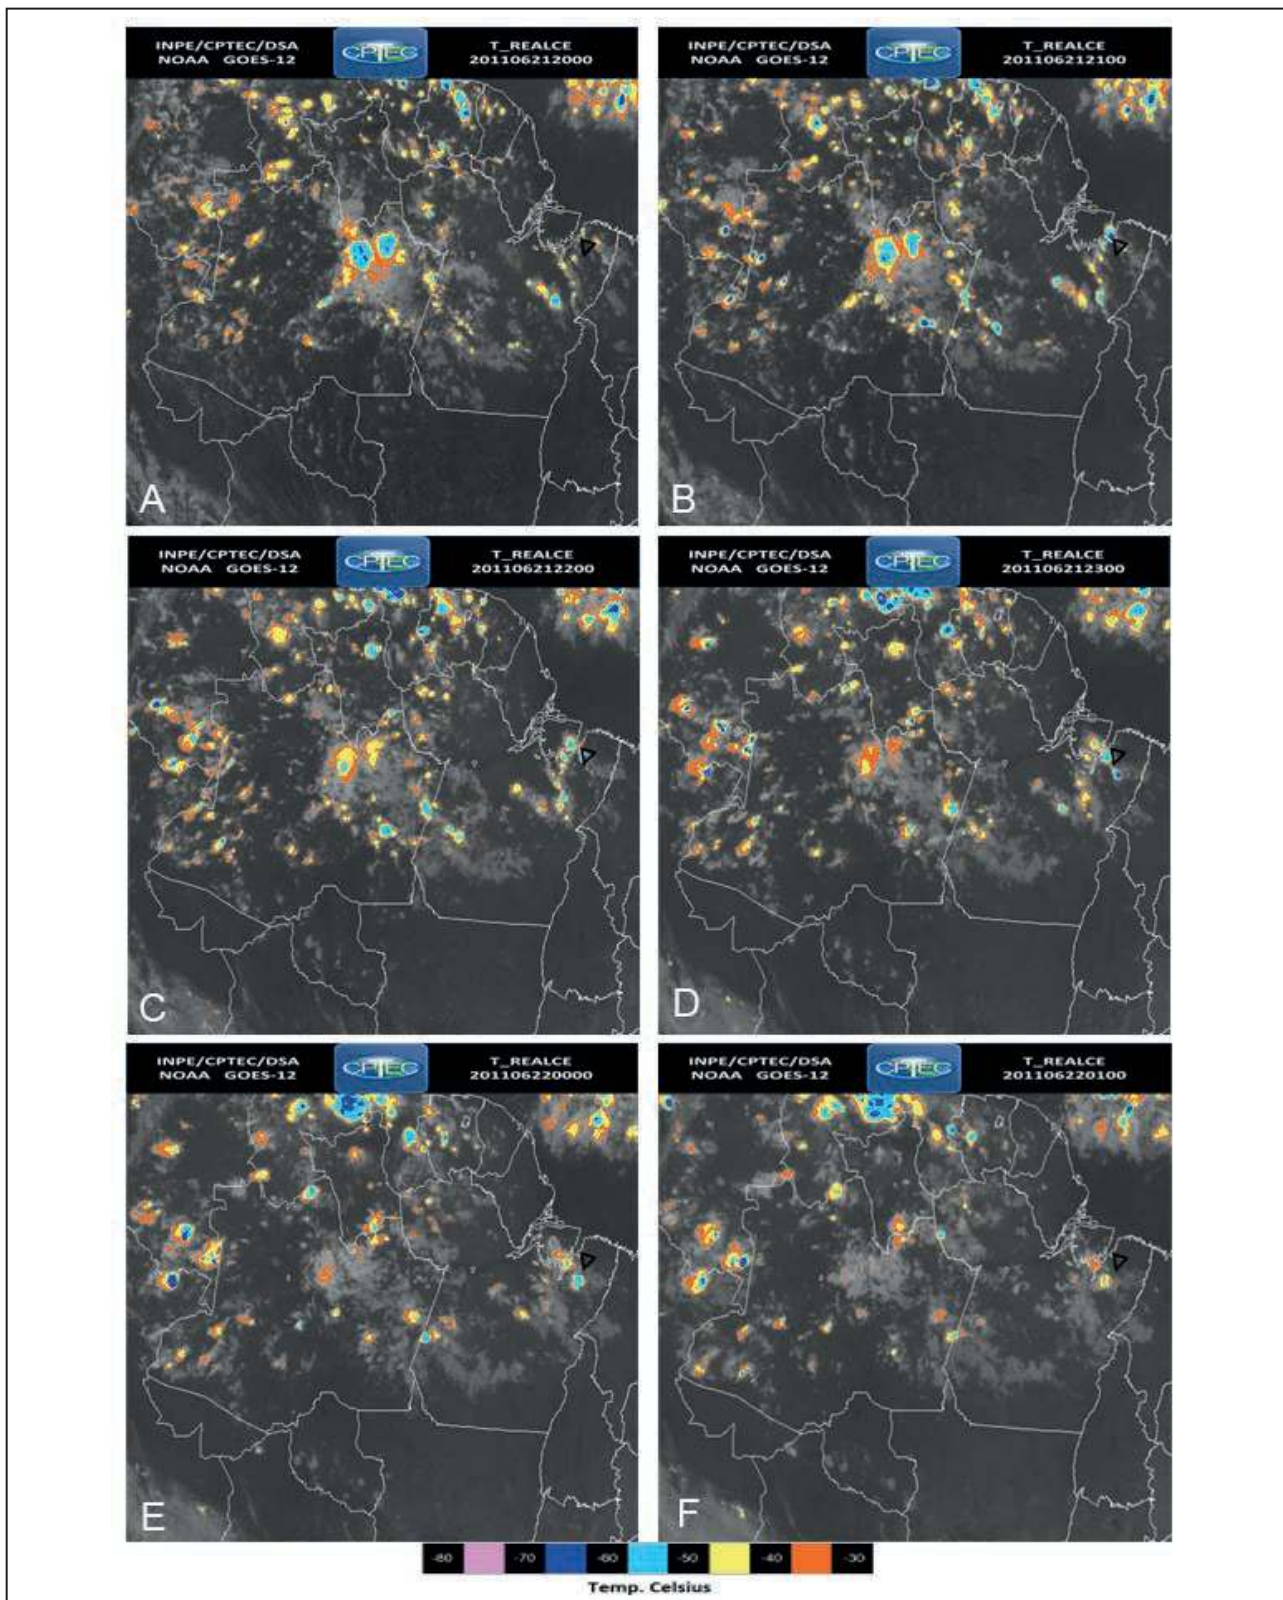 INPE/CPTEC/DSA
NOAA GOES-12
CPTEC
T_REALCE
201106212000
A
INPE/CPTEC/DSA
NOAA GOES-12
CPTEC
T_REALCE
201106212100
B
INPE/CPTEC/DSA
NOAA GOES-12
CPTEC
T_REALCE
201106212200
C
INPE/CPTEC/DSA
NOAA GOES-12
CPTEC
T_REALCE
201106212300
D
INPE/CPTEC/DSA
NOAA GOES-12
CPTEC
T_REALCE
201106220000
E
INPE/CPTEC/DSA
NOAA GOES-12
CPTEC
T_REALCE
201106220100
F
-80 -70 -60 -50 -40 -30
Temp. Celsius